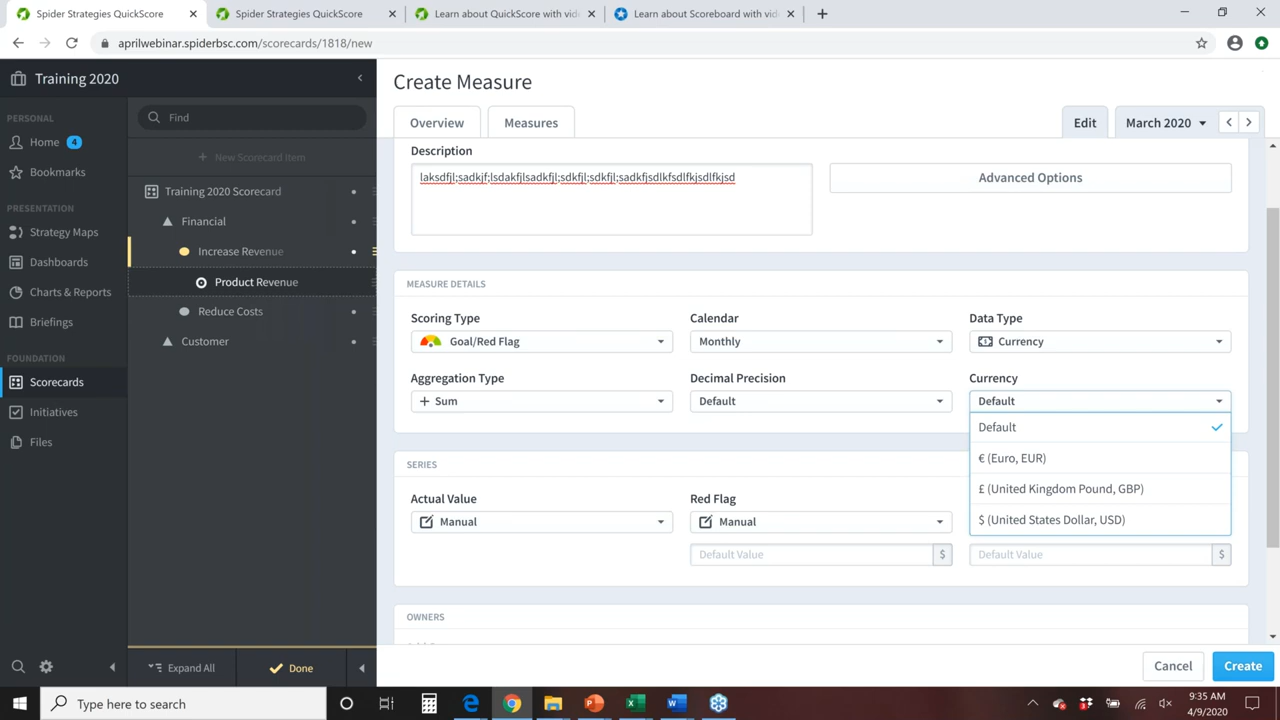 Spider Strategies QuickScore
Spider Strategies QuickScore
Learn about QuickScore with vide
Learn about Scoreboard with vide
aprilwebinar.spiderbsc.com/scorecards/1818/new
Training 2020
PERSONAL
Home 4
Bookmarks
PRESENTATION
Strategy Maps
Dashboards
Charts & Reports
Briefings
FOUNDATION
Scorecards
Initiatives
Files
Find
+ New Scorecard Item
Training 2020 Scorecard
Financial
Increase Revenue
Product Revenue
Reduce Costs
Customer
Expand All
Done
Create Measure
Overview
Measures
Edit
March 2020
Description
laksdfjl;sadkjf;lsdakfjlsadkfjl;sdkfjl;sdkfjl;sadkfjsdlkfsdlfkjsdlfkjsd
Advanced Options
MEASURE DETAILS
Scoring Type
Calendar
Data Type
Goal/Red Flag
Monthly
Currency
Aggregation Type
Decimal Precision
Currency
+ Sum
Default
Default
Default
€ (Euro, EUR)
£ (United Kingdom Pound, GBP)
$ (United States Dollar, USD)
SERIES
Actual Value
Red Flag
Manual
Manual
Default Value $
Default Value $
OWNERS
Cancel
Create
Type here to search
9:35 AM
4/9/2020